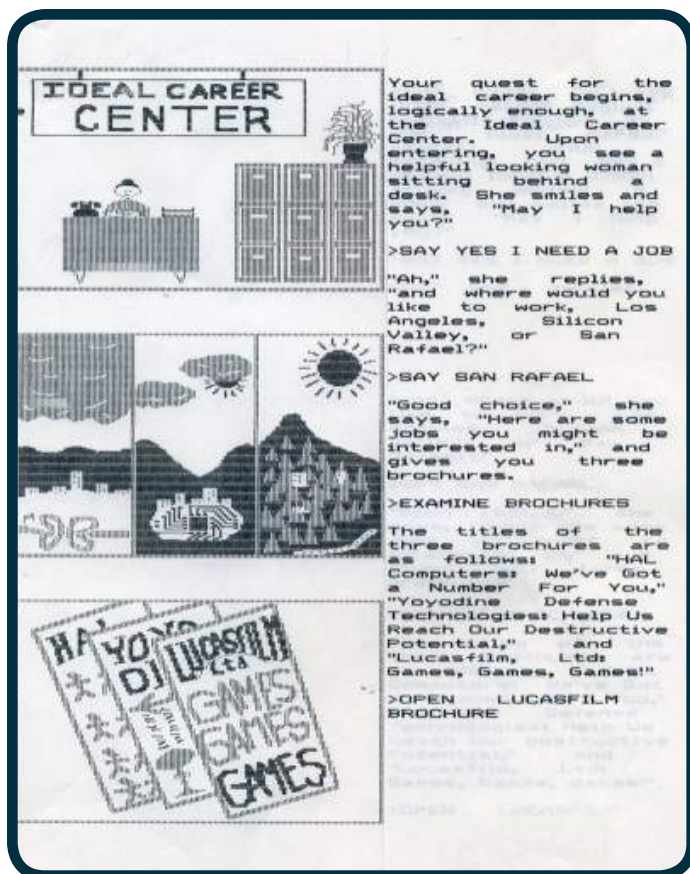 IDEAL CAREER
CENTER
Your quest for the
ideal career begins,
logically enough, at
the Ideal Career
Center. Upon
entering, you see a
helpful looking woman
sitting behind a
desk. She smiles and
says, "May I help
you?"
>SAY YES I NEED A JOB
"Ah," she replies,
"and where would you
like to work, Los
Angeles, Silicon
Valley, or San
Rafael?"
>SAY SAN RAFAEL
"Good choice," she
says, "Here are some
jobs you might be
interested in," and
gives you three
brochures.
>EXAMINE BROCHURES
The titles of the
three brochures are
as follows: "HAL
Computers: We've Got
a Number For You,"
"Yoyodine Defense
Technologies: Help Us
Reach Our Destructive
Potential," and
"Lucasfilm, Ltd:
Games, Games, Games!"
>OPEN LUCASFILM
BROCHURE
HA
YOYO
DI
LUCASFILM
Ltd
GAMES
GAMES
GAMES